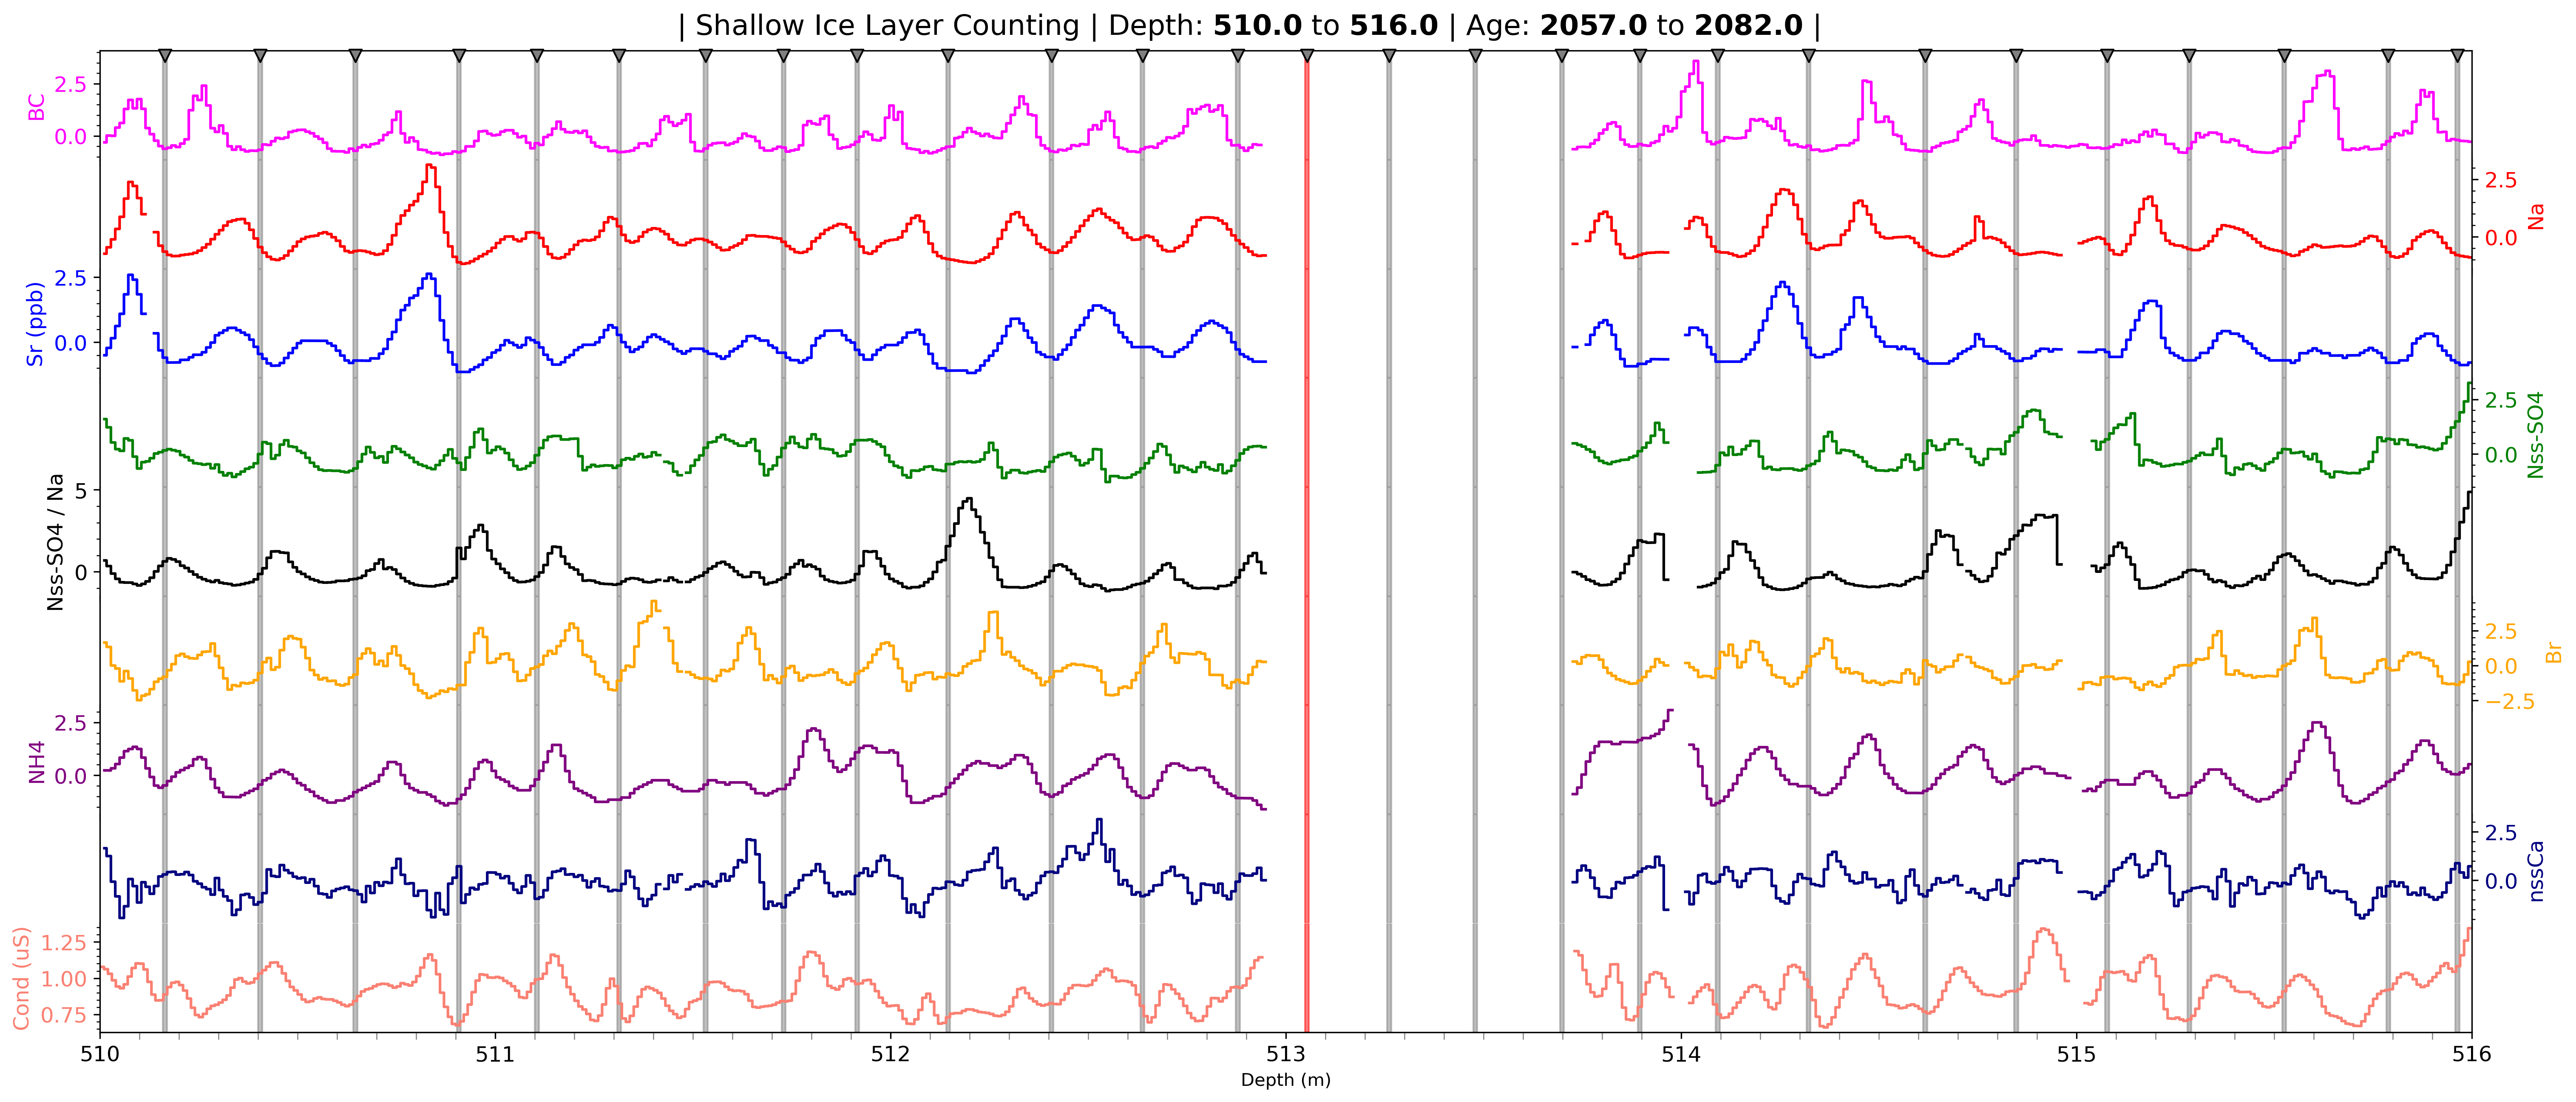 | Shallow Ice Layer Counting | Depth: 510.0 to 516.0 | Age: 2057.0 to 2082.0 |
BC
2.5
0.0
2.5
0.0
Na
Sr (ppb)
2.5
0.0
2.5
0.0
Nss-SO4
Nss-SO4 / Na
5
0
2.5
0.0
−2.5
Br
NH4
2.5
0.0
2.5
0.0
nssCa
Cond (uS)
1.25
1.00
0.75
510 511 512 513 514 515 516
Depth (m)